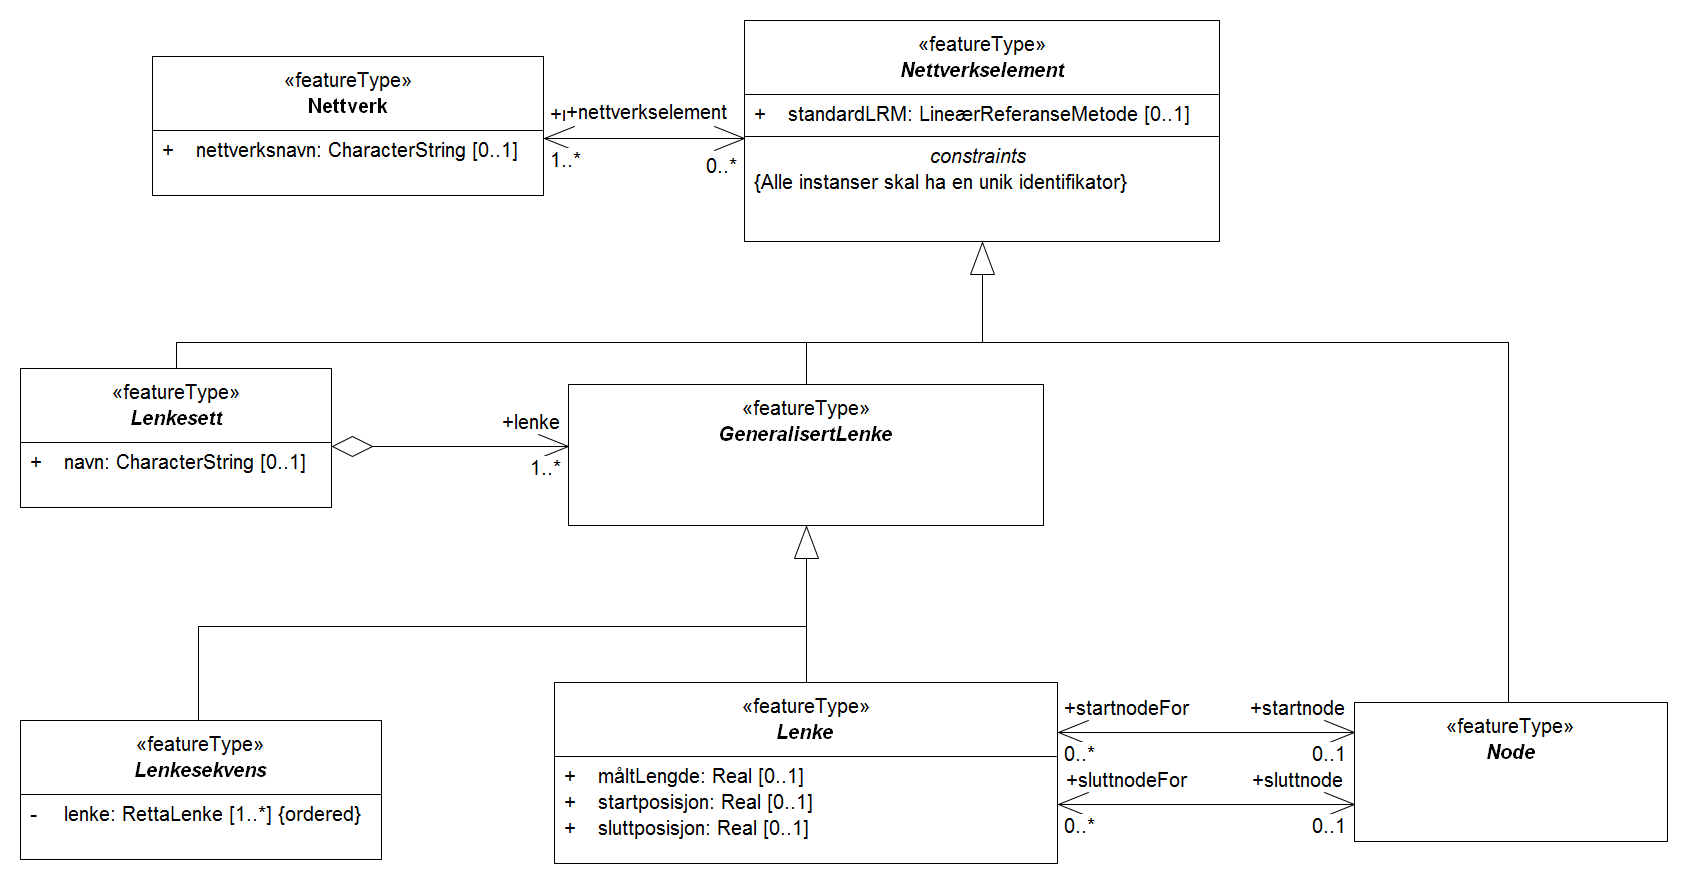 «featureType»
Nettverk
+ nettverksnavn: CharacterString [0..1]
+nettverkselement
1..*
0..*
«featureType»
Nettverkselement
+ standardLRM: LineærReferanseMetode [0..1]
constraints
{Alle instanser skal ha en unik identifikator}
«featureType»
Lenkesett
+ navn: CharacterString [0..1]
+lenke
1..*
«featureType»
GeneralisertLenke
«featureType»
Lenkesekvens
- lenke: RettaLenke [1..*] {ordered}
«featureType»
Lenke
+ måltLengde: Real [0..1]
+ startposisjon: Real [0..1]
+ sluttposisjon: Real [0..1]
+startnodeFor
+startnode
0..*
0..1
+sluttnodeFor
+sluttnode
0..*
0..1
«featureType»
Node